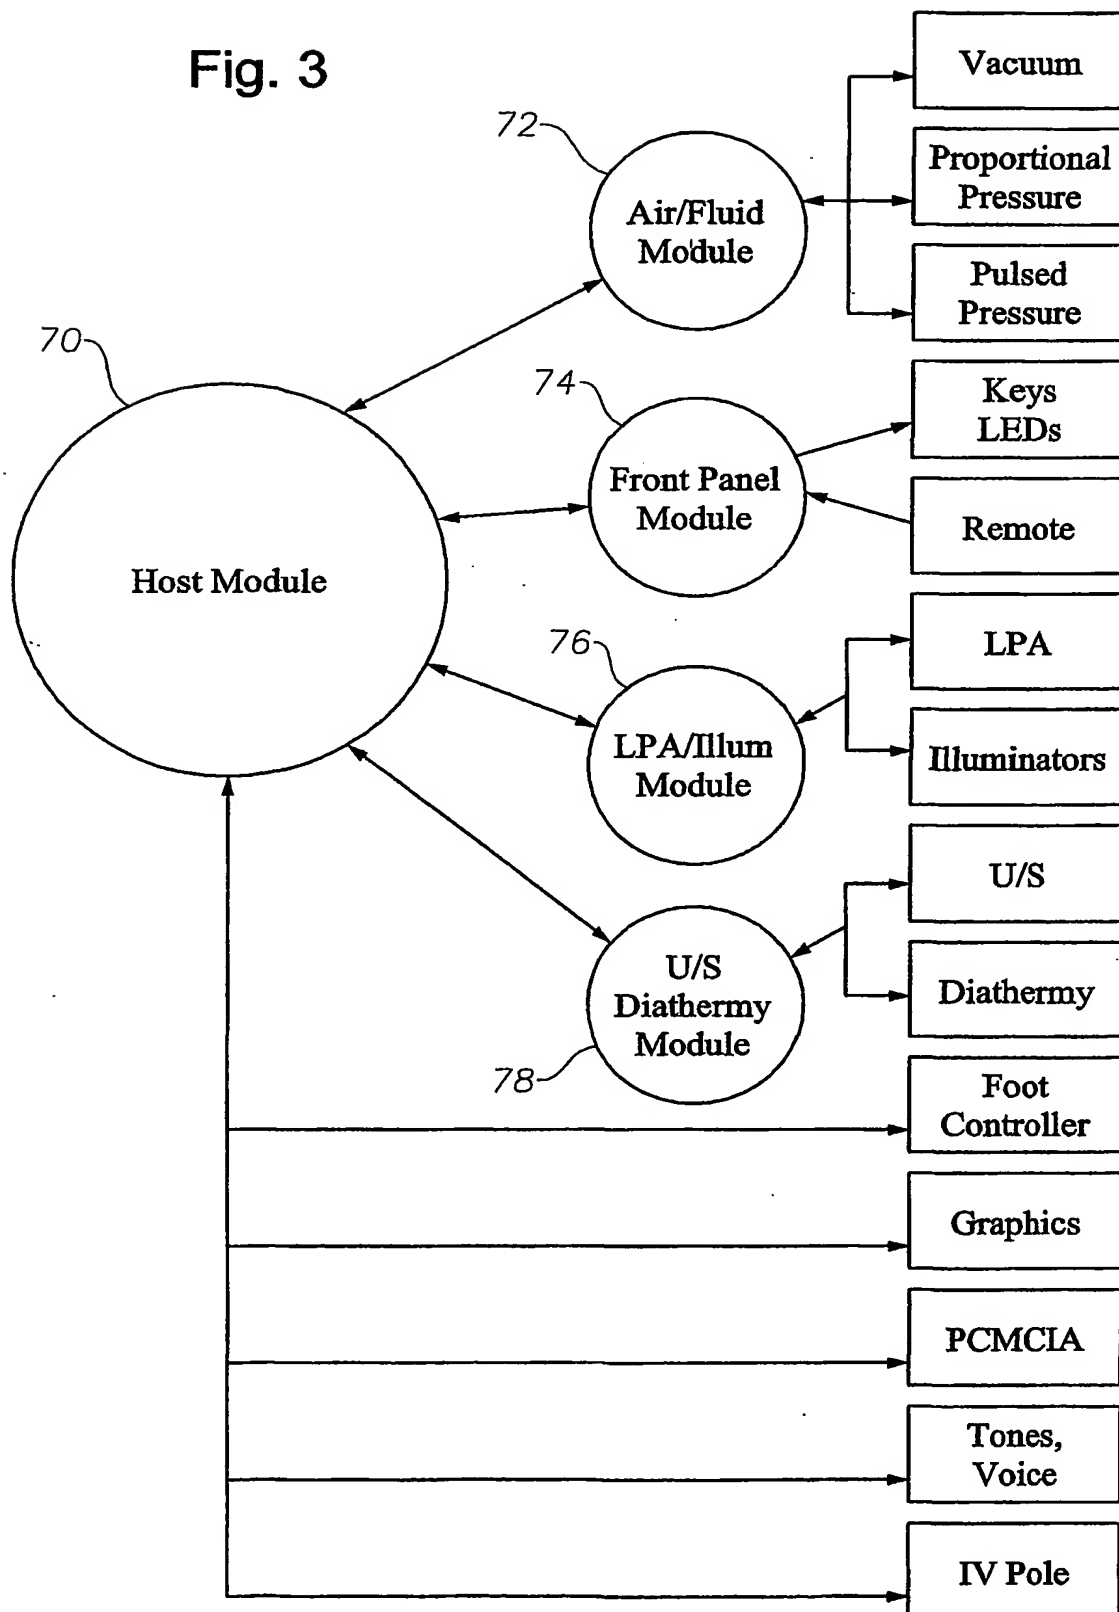 Fig. 3
Vacuum
72
Proportional
Pressure
Air/Fluid
Module
Pulsed
Pressure
70
74
Keys
LEDs
Front Panel
Module
Remote
Host Module
76
LPA
LPA/Illum
Module
Illuminators
U/S
U/S
Diathermy
Module
Diathermy
78
Foot
Controller
Graphics
PCMCIA
Tones,
Voice
IV Pole